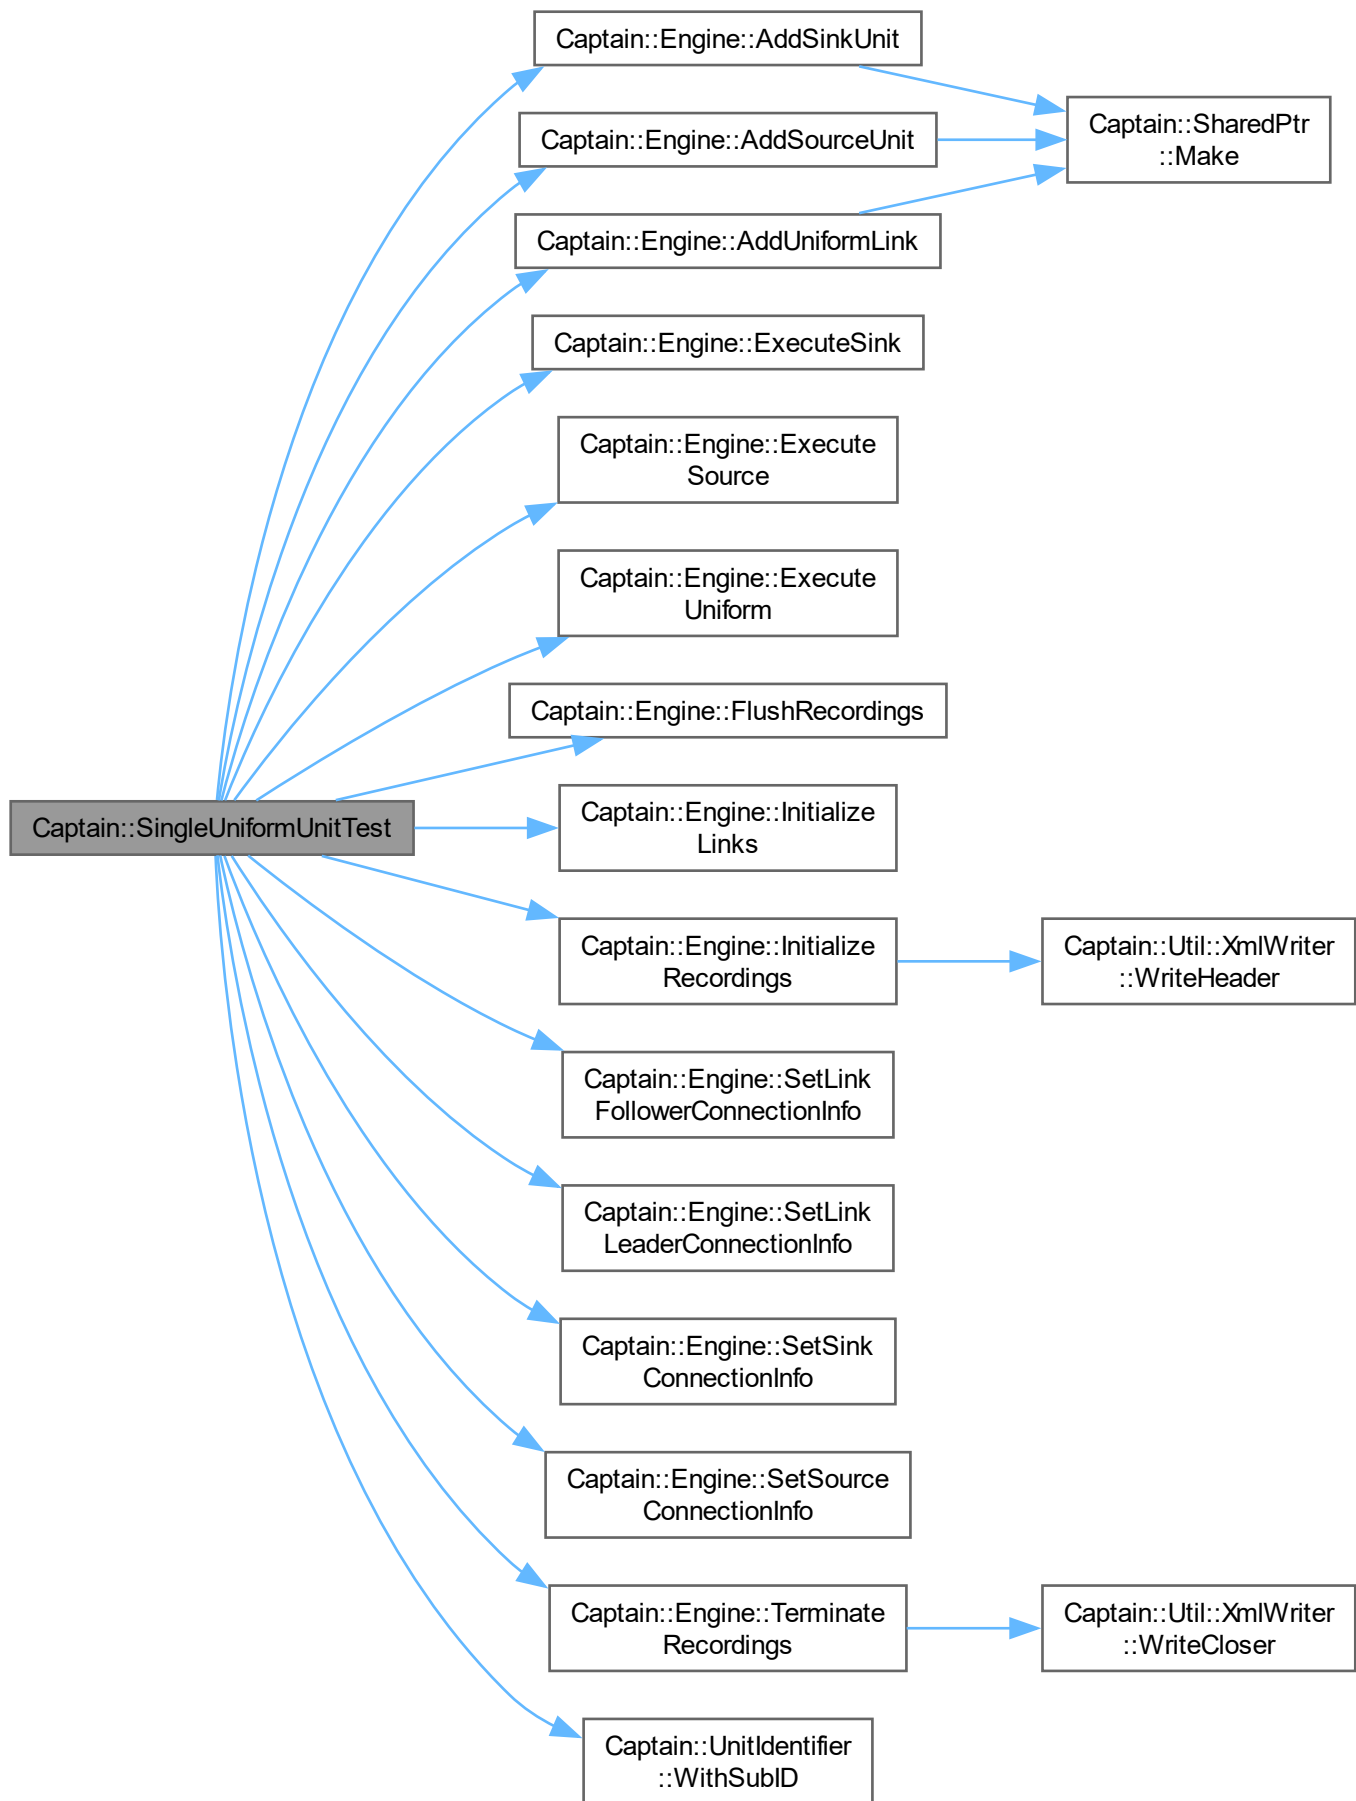 Captain::Engine::AddSinkUnit
Captain::Engine::AddSourceUnit
Captain::SharedPtr
::Make
Captain::Engine::AddUniformLink
Captain::Engine::ExecuteSink
Captain::Engine::Execute
Source
Captain::Engine::Execute
Uniform
Captain::Engine::FlushRecordings
Captain::SingleUniformUnitTest
Captain::Engine::Initialize
Links
Captain::Engine::Initialize
Recordings
Captain::Util::XmlWriter
::WriteHeader
Captain::Engine::SetLink
FollowerConnectionInfo
Captain::Engine::SetLink
LeaderConnectionInfo
Captain::Engine::SetSink
ConnectionInfo
Captain::Engine::SetSource
ConnectionInfo
Captain::Engine::Terminate
Recordings
Captain::Util::XmlWriter
::WriteCloser
Captain::UnitIdentifier
::WithSubID